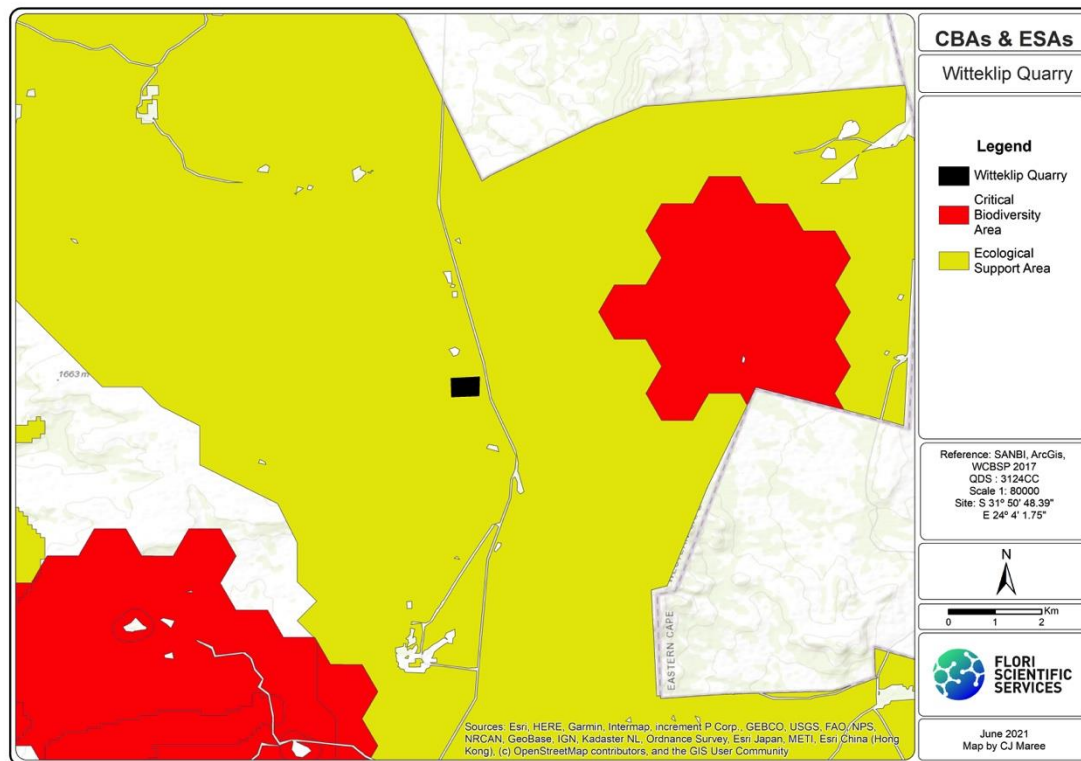 CBAs & ESAs
Witteklip Quarry
Legend
Witteklip Quarry
Critical
Biodiversity
Area
Ecological
Support Area
Reference: SANBI, ArcGis,
WCBSP 2017
QDS : 3124CC
Scale 1: 80000
Site: S 31º 50' 48.39"
E 24º 4' 1.75"
N
Km
0 1 2
FLORI
SCIENTIFIC
SERVICES
June 2021
Map by CJ Maree
1663 m
EASTERN CAPE
Sources: Esri, HERE, Garmin, Intermap, increment P Corp., GEBCO, USGS, FAO, NPS,
NRCAN, GeoBase, IGN, Kadaster NL, Ordnance Survey, Esri Japan, METI, Esri China (Hong
Kong), (c) OpenStreetMap contributors, and the GIS User Community